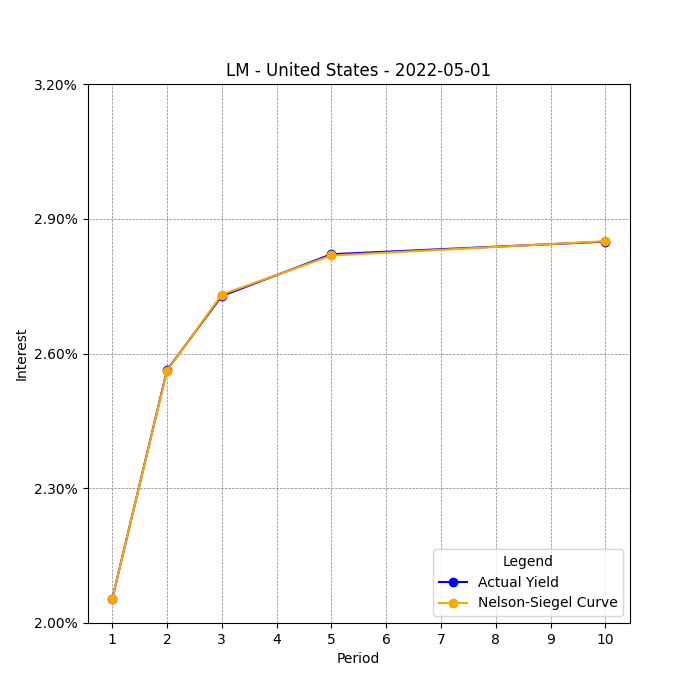 LM - United States - 2022-05-01
3.20%
2.90%
2.60%
2.30%
2.00%
Interest
1 2 3 4 5 6 7 8 9 10
Period
Legend
Actual Yield
Nelson-Siegel Curve